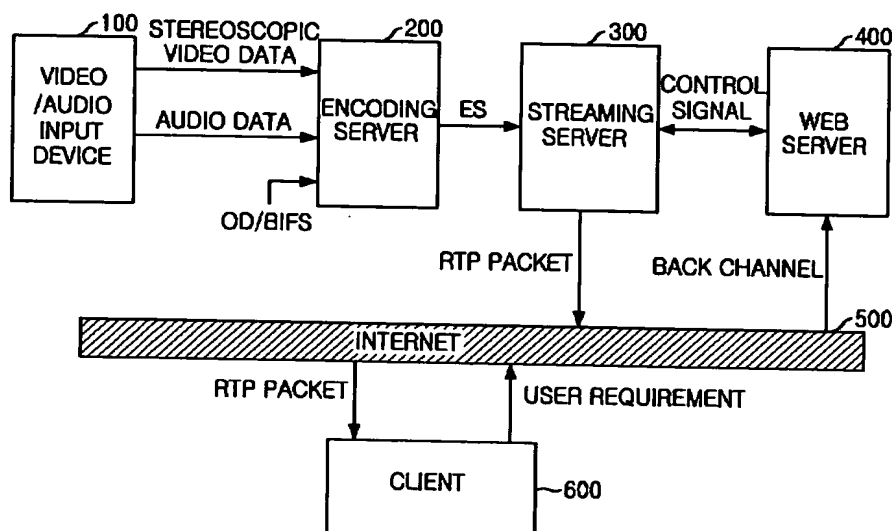 100
STEREOSCOPIC
VIDEO DATA
200
300
400
VIDEO
/AUDIO
INPUT
DEVICE
AUDIO DATA
ENCODING
SERVER
ES
STREAMING
SERVER
CONTROL
SIGNAL
WEB
SERVER
OD/BIFS
RTP PACKET
BACK CHANNEL
500
INTERNET
RTP PACKET
USER REQUIREMENT
CLIENT
600